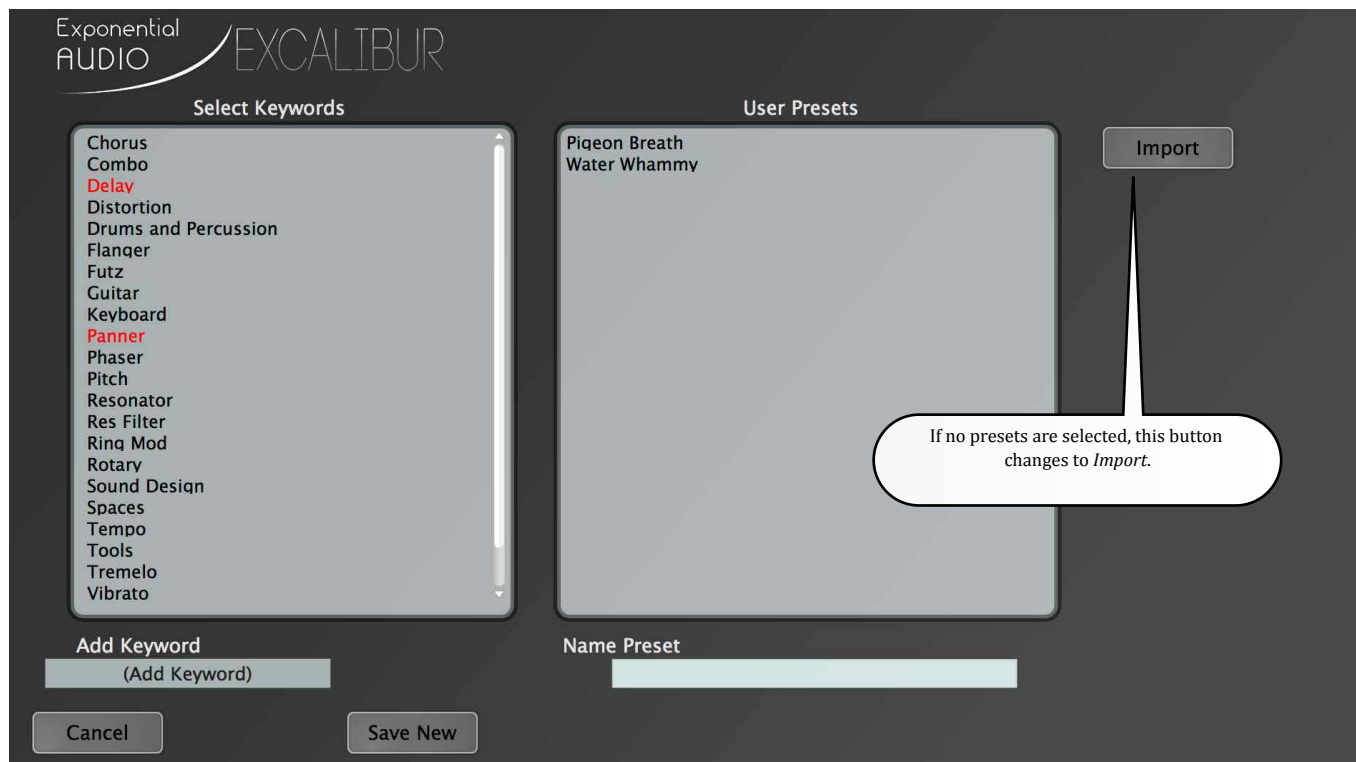 Exponential
AUDIO
EXCALIBUR
Select Keywords
User Presets
Chorus
Combo
Delay
Distortion
Drums and Percussion
Flanger
Futz
Guitar
Keyboard
Panner
Phaser
Pitch
Resonator
Res Filter
Ring Mod
Rotary
Sound Design
Spaces
Tempo
Tools
Tremelo
Vibrato
Pigeon Breath
Water Whammy
Import
If no presets are selected, this button
changes to Import.
Add Keyword
(Add Keyword)
Name Preset
Cancel
Save New